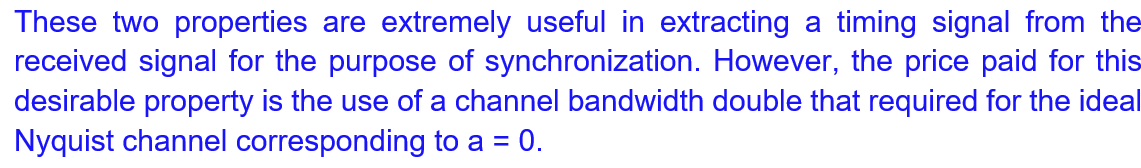 These two properties are extremely useful in extracting a timing signal from the
received signal for the purpose of synchronization. However, the price paid for this
desirable property is the use of a channel bandwidth double that required for the ideal
Nyquist channel corresponding to a = 0.